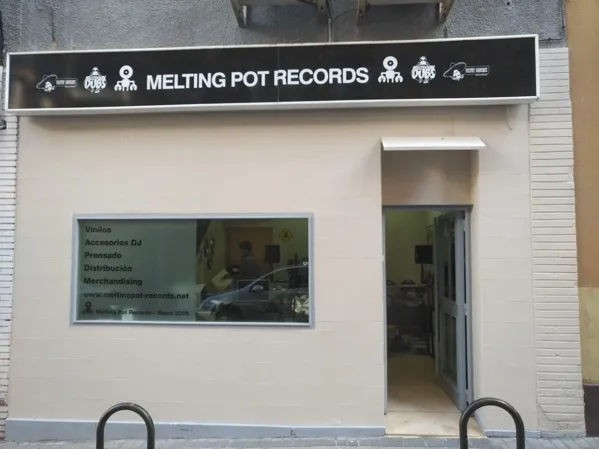 MELTING POT RECORDS
DUBS
DUBS
Vinilos
Accesorios DJ
Prensado
Distribución
Merchandising
www.meltingpot-records.net
Melting Pot Records - Since 2006